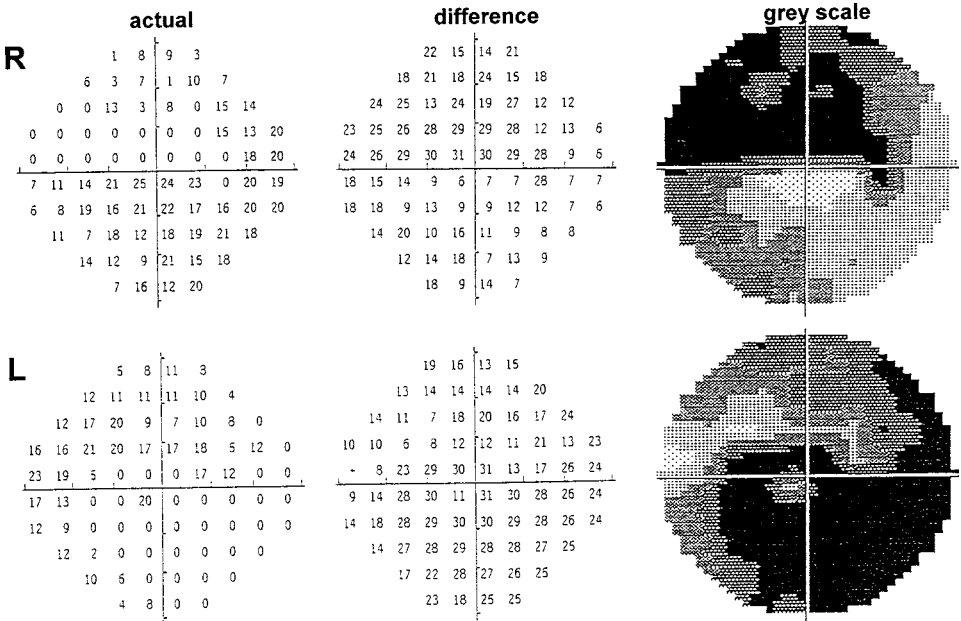 actual difference grey scale
R
1 8 9 3 22 15 14 21
6 3 7 1 10 7 18 21 18 24 15 18
0 0 13 3 8 0 15 14 24 25 13 24 19 27 12 12
0 0 0 0 0 0 0 15 13 20 23 25 26 28 29 29 28 12 13 6
0 0 0 0 0 0 0 0 18 20 24 26 29 30 31 30 29 28 9 6
7 11 14 21 25 24 23 0 20 19 18 15 14 9 6 7 7 28 7 7
6 8 19 16 21 22 17 16 20 20 18 18 9 13 9 9 12 12 7 6
11 7 18 12 18 19 21 18 14 20 10 16 11 9 8 8
14 12 9 21 15 18 12 14 18 7 13 9
7 16 12 20 18 9 14 7
L
5 8 11 3 19 16 13 15
12 11 11 11 10 4 13 14 14 14 14 20
12 17 20 9 7 10 8 0 14 11 7 18 20 16 17 24
16 16 21 20 17 17 18 5 12 0 10 10 6 8 12 12 11 21 13 23
23 19 5 0 0 0 17 12 0 0 + 8 23 29 30 31 13 17 26 24
17 13 0 0 20 0 0 0 0 0 9 14 28 30 11 31 30 28 26 24
12 9 0 0 0 0 0 0 0 0 14 18 28 29 30 30 29 28 26 24
12 2 0 0 0 0 0 0 14 27 28 29 28 28 27 25
10 6 0 0 0 0 17 22 28 27 26 25
4 8 0 0 23 18 25 25